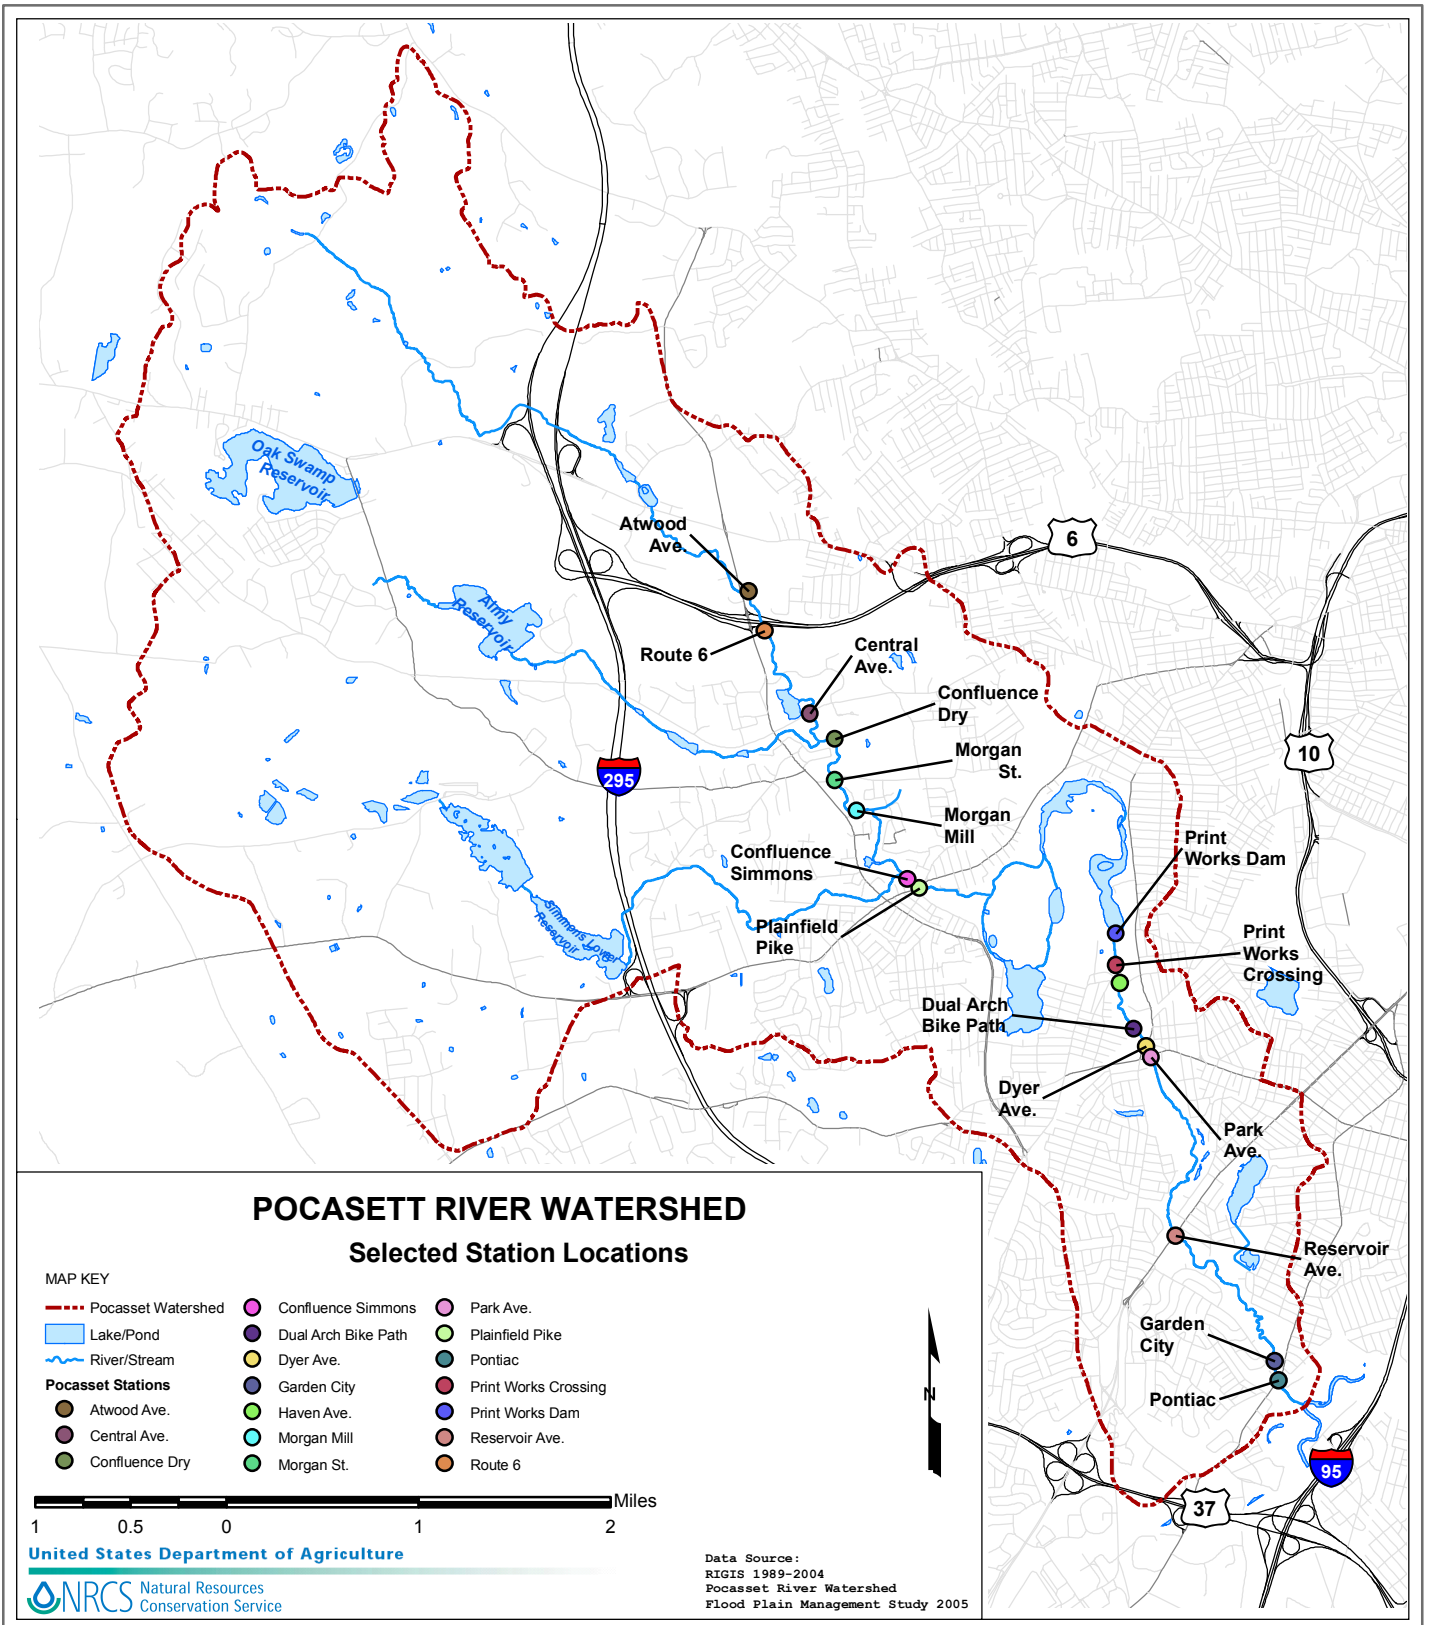 Oak Swamp
Reservoir
Atwood
Ave.
6
Almy
Reservoir
Route 6
Central
Ave.
Confluence
Dry
10
Morgan
St.
295
Morgan
Mill
Print
Works Dam
Confluence
Simmons
Simmons Lower
Reservoir
Plainfield
Pike
Print
Works
Crossing
Dual Arch
Bike Path
Dyer
Ave.
Park
Ave.
Reservoir
Ave.
Garden
City
Pontiac
95
37
POCASETT RIVER WATERSHED
Selected Station Locations
MAP KEY
Pocasset Watershed
Lake/Pond
River/Stream
Pocasset Stations
Atwood Ave.
Central Ave.
Confluence Dry
Confluence Simmons
Dual Arch Bike Path
Dyer Ave.
Garden City
Haven Ave.
Morgan Mill
Morgan St.
Park Ave.
Plainfield Pike
Pontiac
Print Works Crossing
Print Works Dam
Reservoir Ave.
Route 6
N
Miles
1 0.5 0 1 2
United States Department of Agriculture
NRCS Natural Resources
Conservation Service
Data Source:
RIGIS 1989-2004
Pocasset River Watershed
Flood Plain Management Study 2005